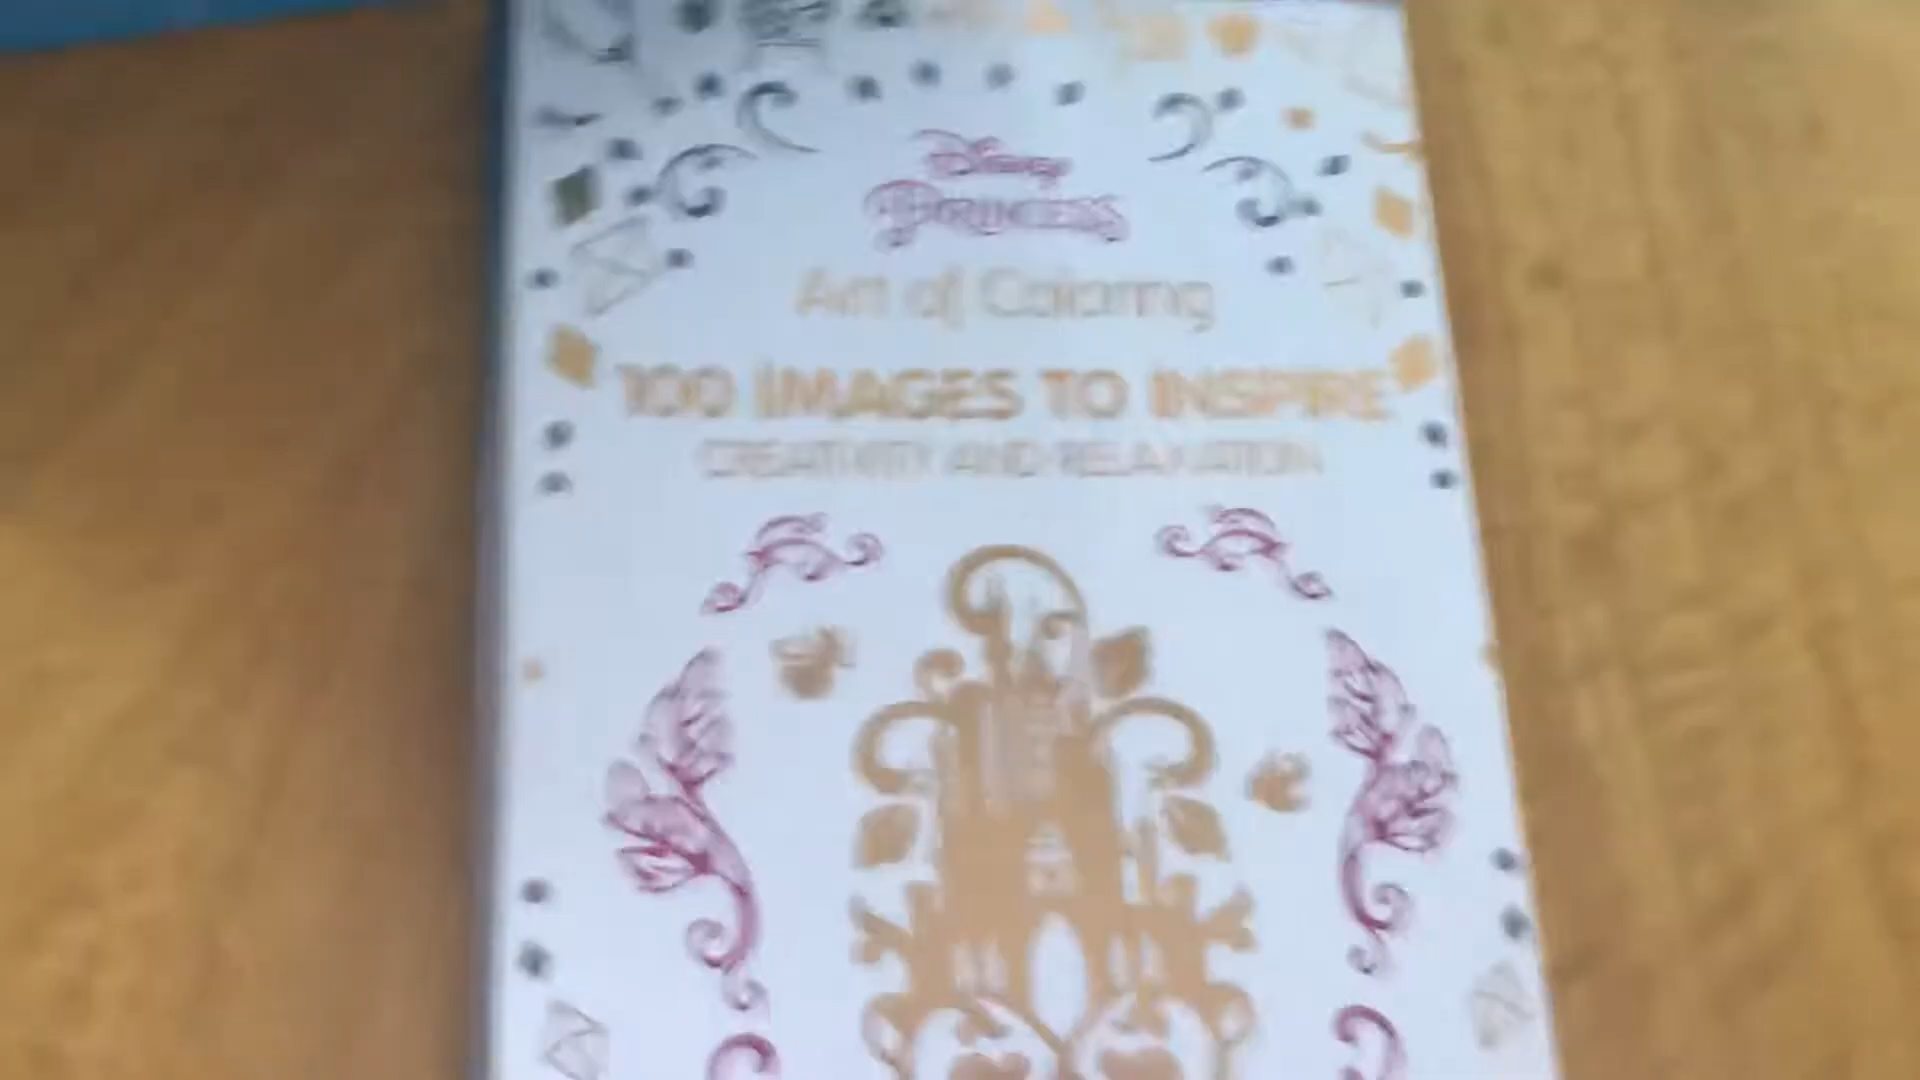 Disney
PRINCESS
Art of Coloring
100 IMAGES TO INSPIRE
CREATIVITY AND RELAXATION